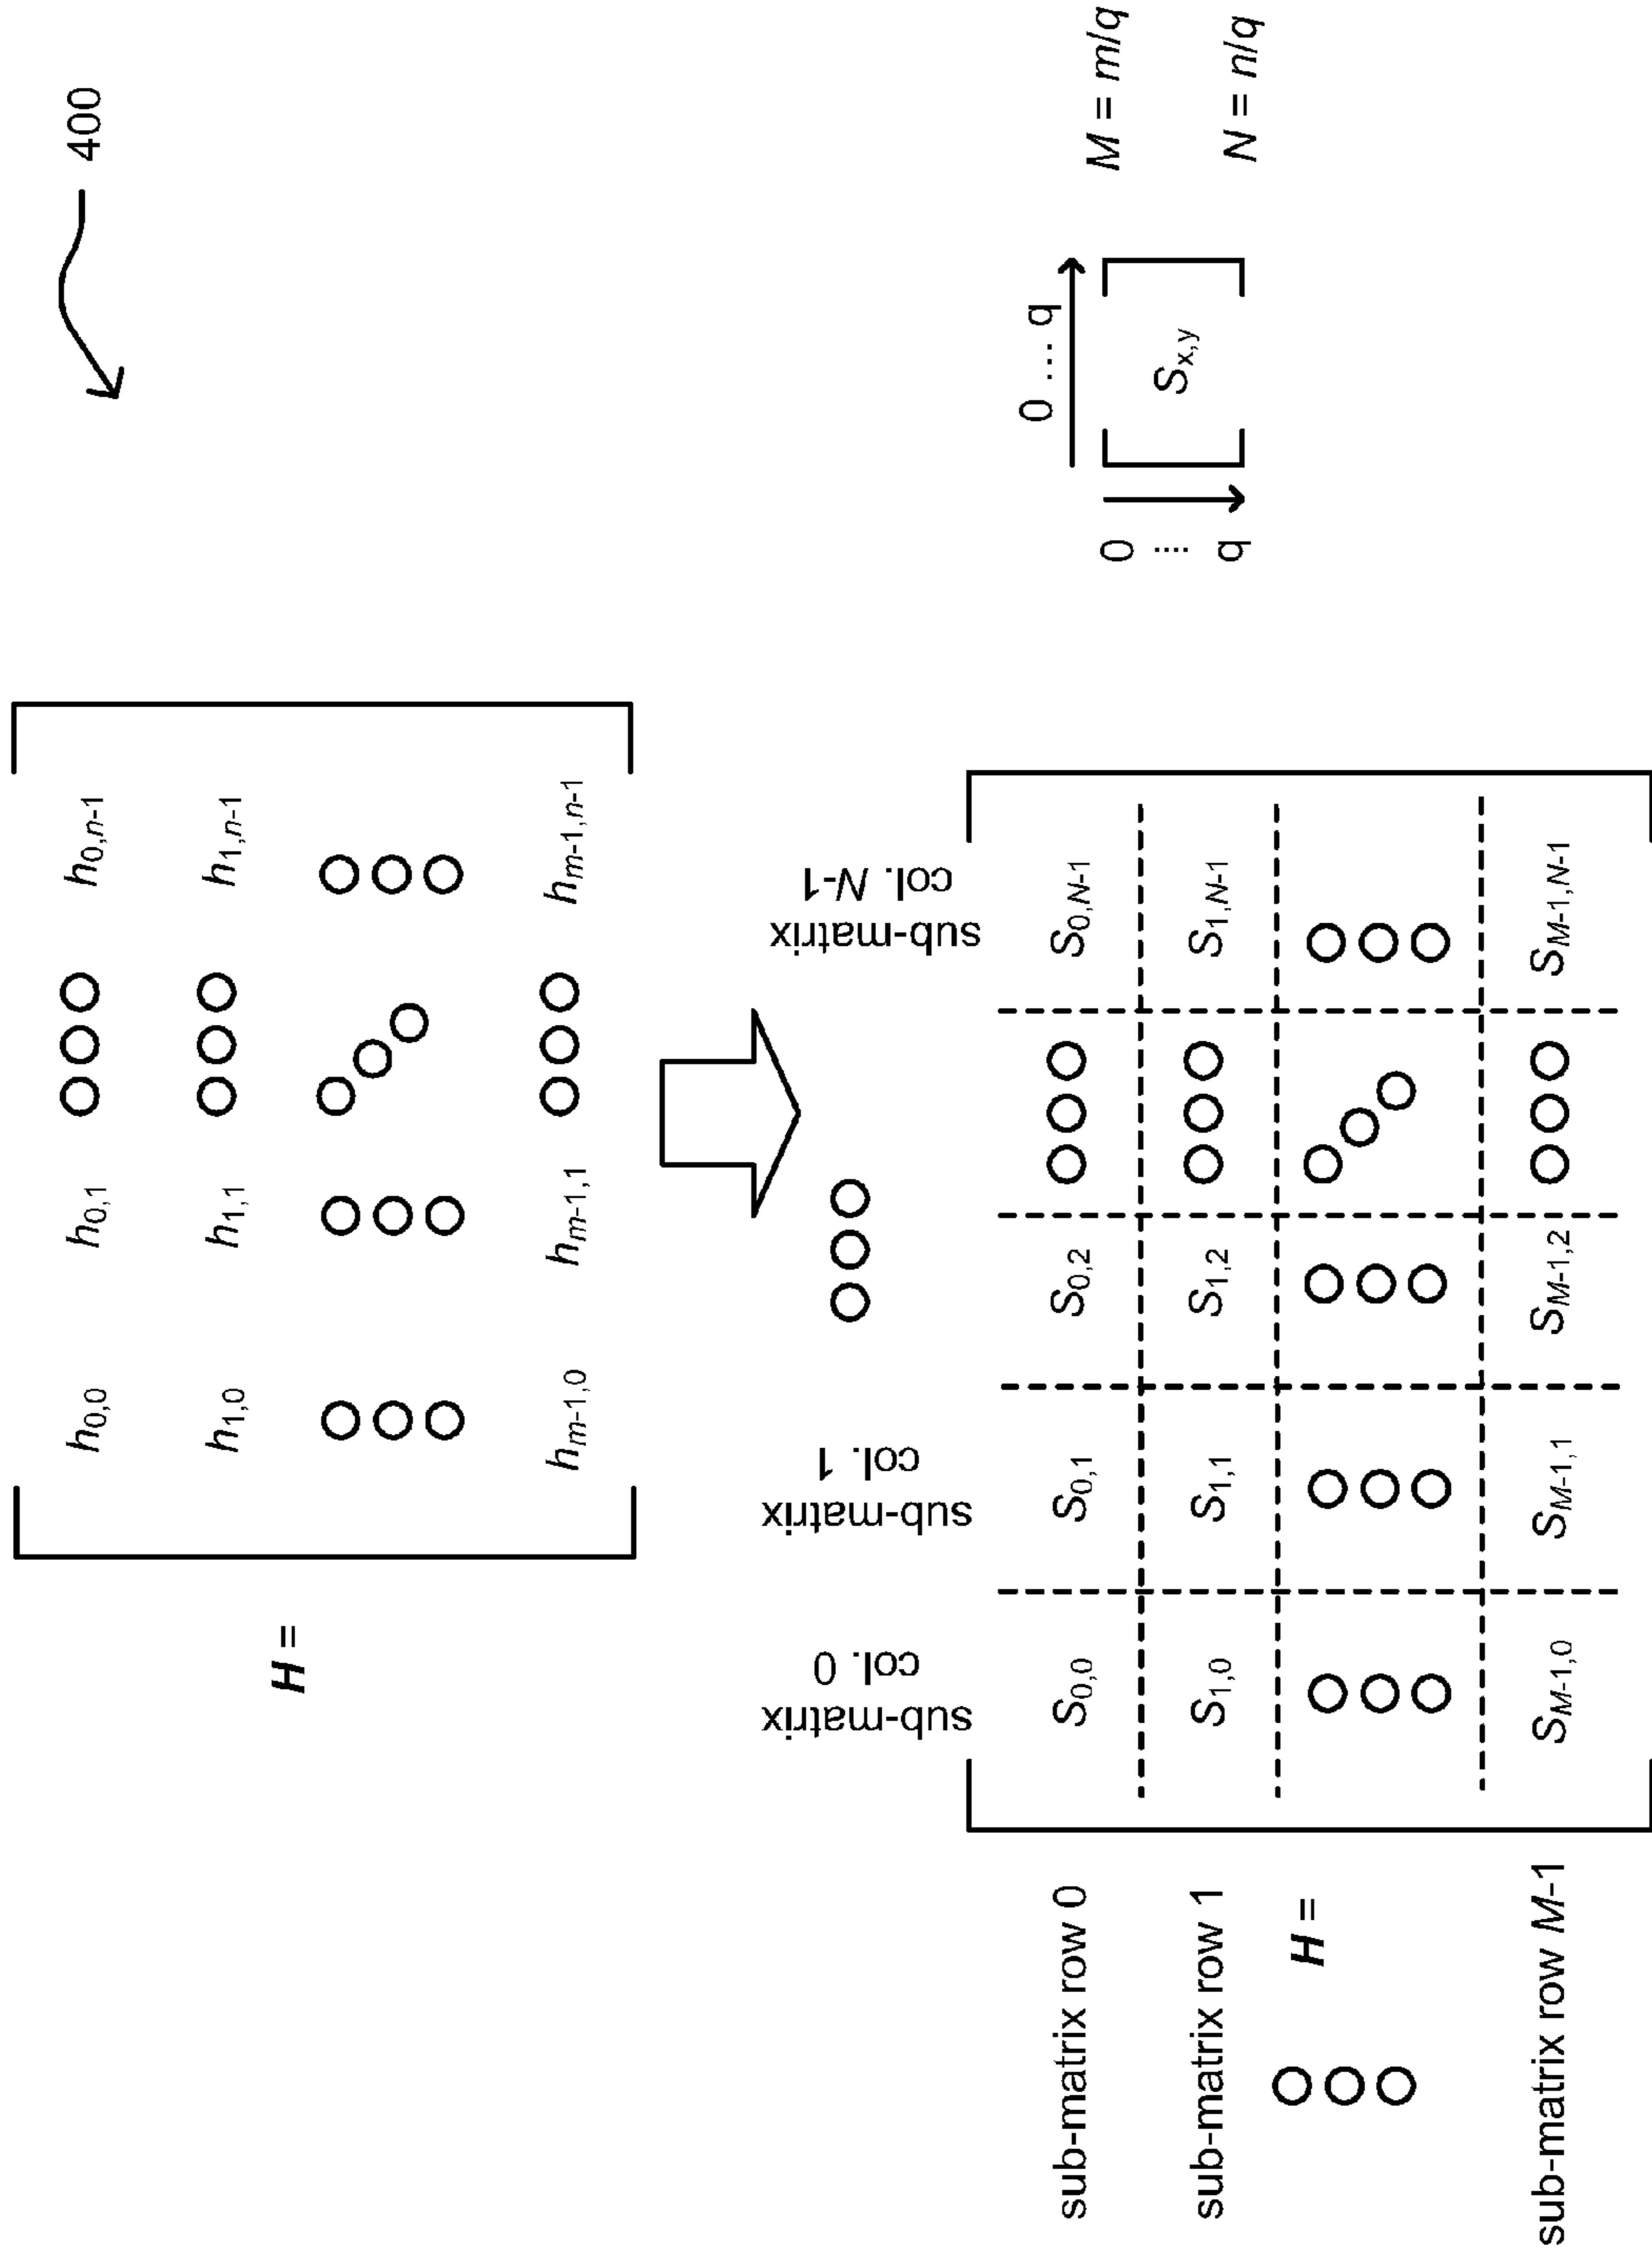 400
H =
h0,0 h0,1 h0,n-1
h1,0 h1,1 h1,n-1
hm-1,0 hm-1,1 hm-1,n-1
sub-matrix col. 0
sub-matrix col. 1
sub-matrix col. N-1
sub-matrix row 0
S0,0 S0,1 S0,2 S0,N-1
sub-matrix row 1
S1,0 S1,1 S1,2 S1,N-1
H =
sub-matrix row M-1
SM-1,0 SM-1,1 SM-1,2 SM-1,N-1
0 ... q
0
...
q
Sx,y
M = m/q
N = n/q